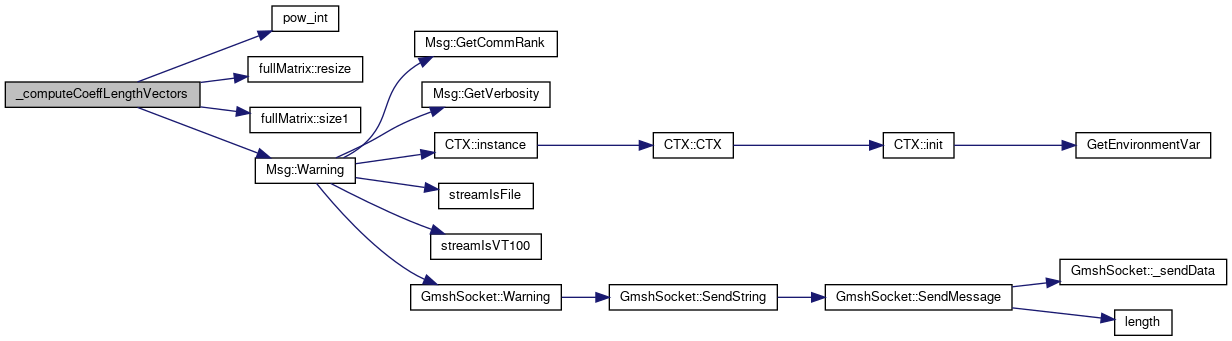 _computeCoeffLengthVectors
pow_int
fullMatrix::resize
fullMatrix::size1
Msg::Warning
Msg::GetCommRank
Msg::GetVerbosity
CTX::instance
CTX::CTX
CTX::init
GetEnvironmentVar
streamIsFile
streamIsVT100
GmshSocket::Warning
GmshSocket::SendString
GmshSocket::SendMessage
GmshSocket::_sendData
length